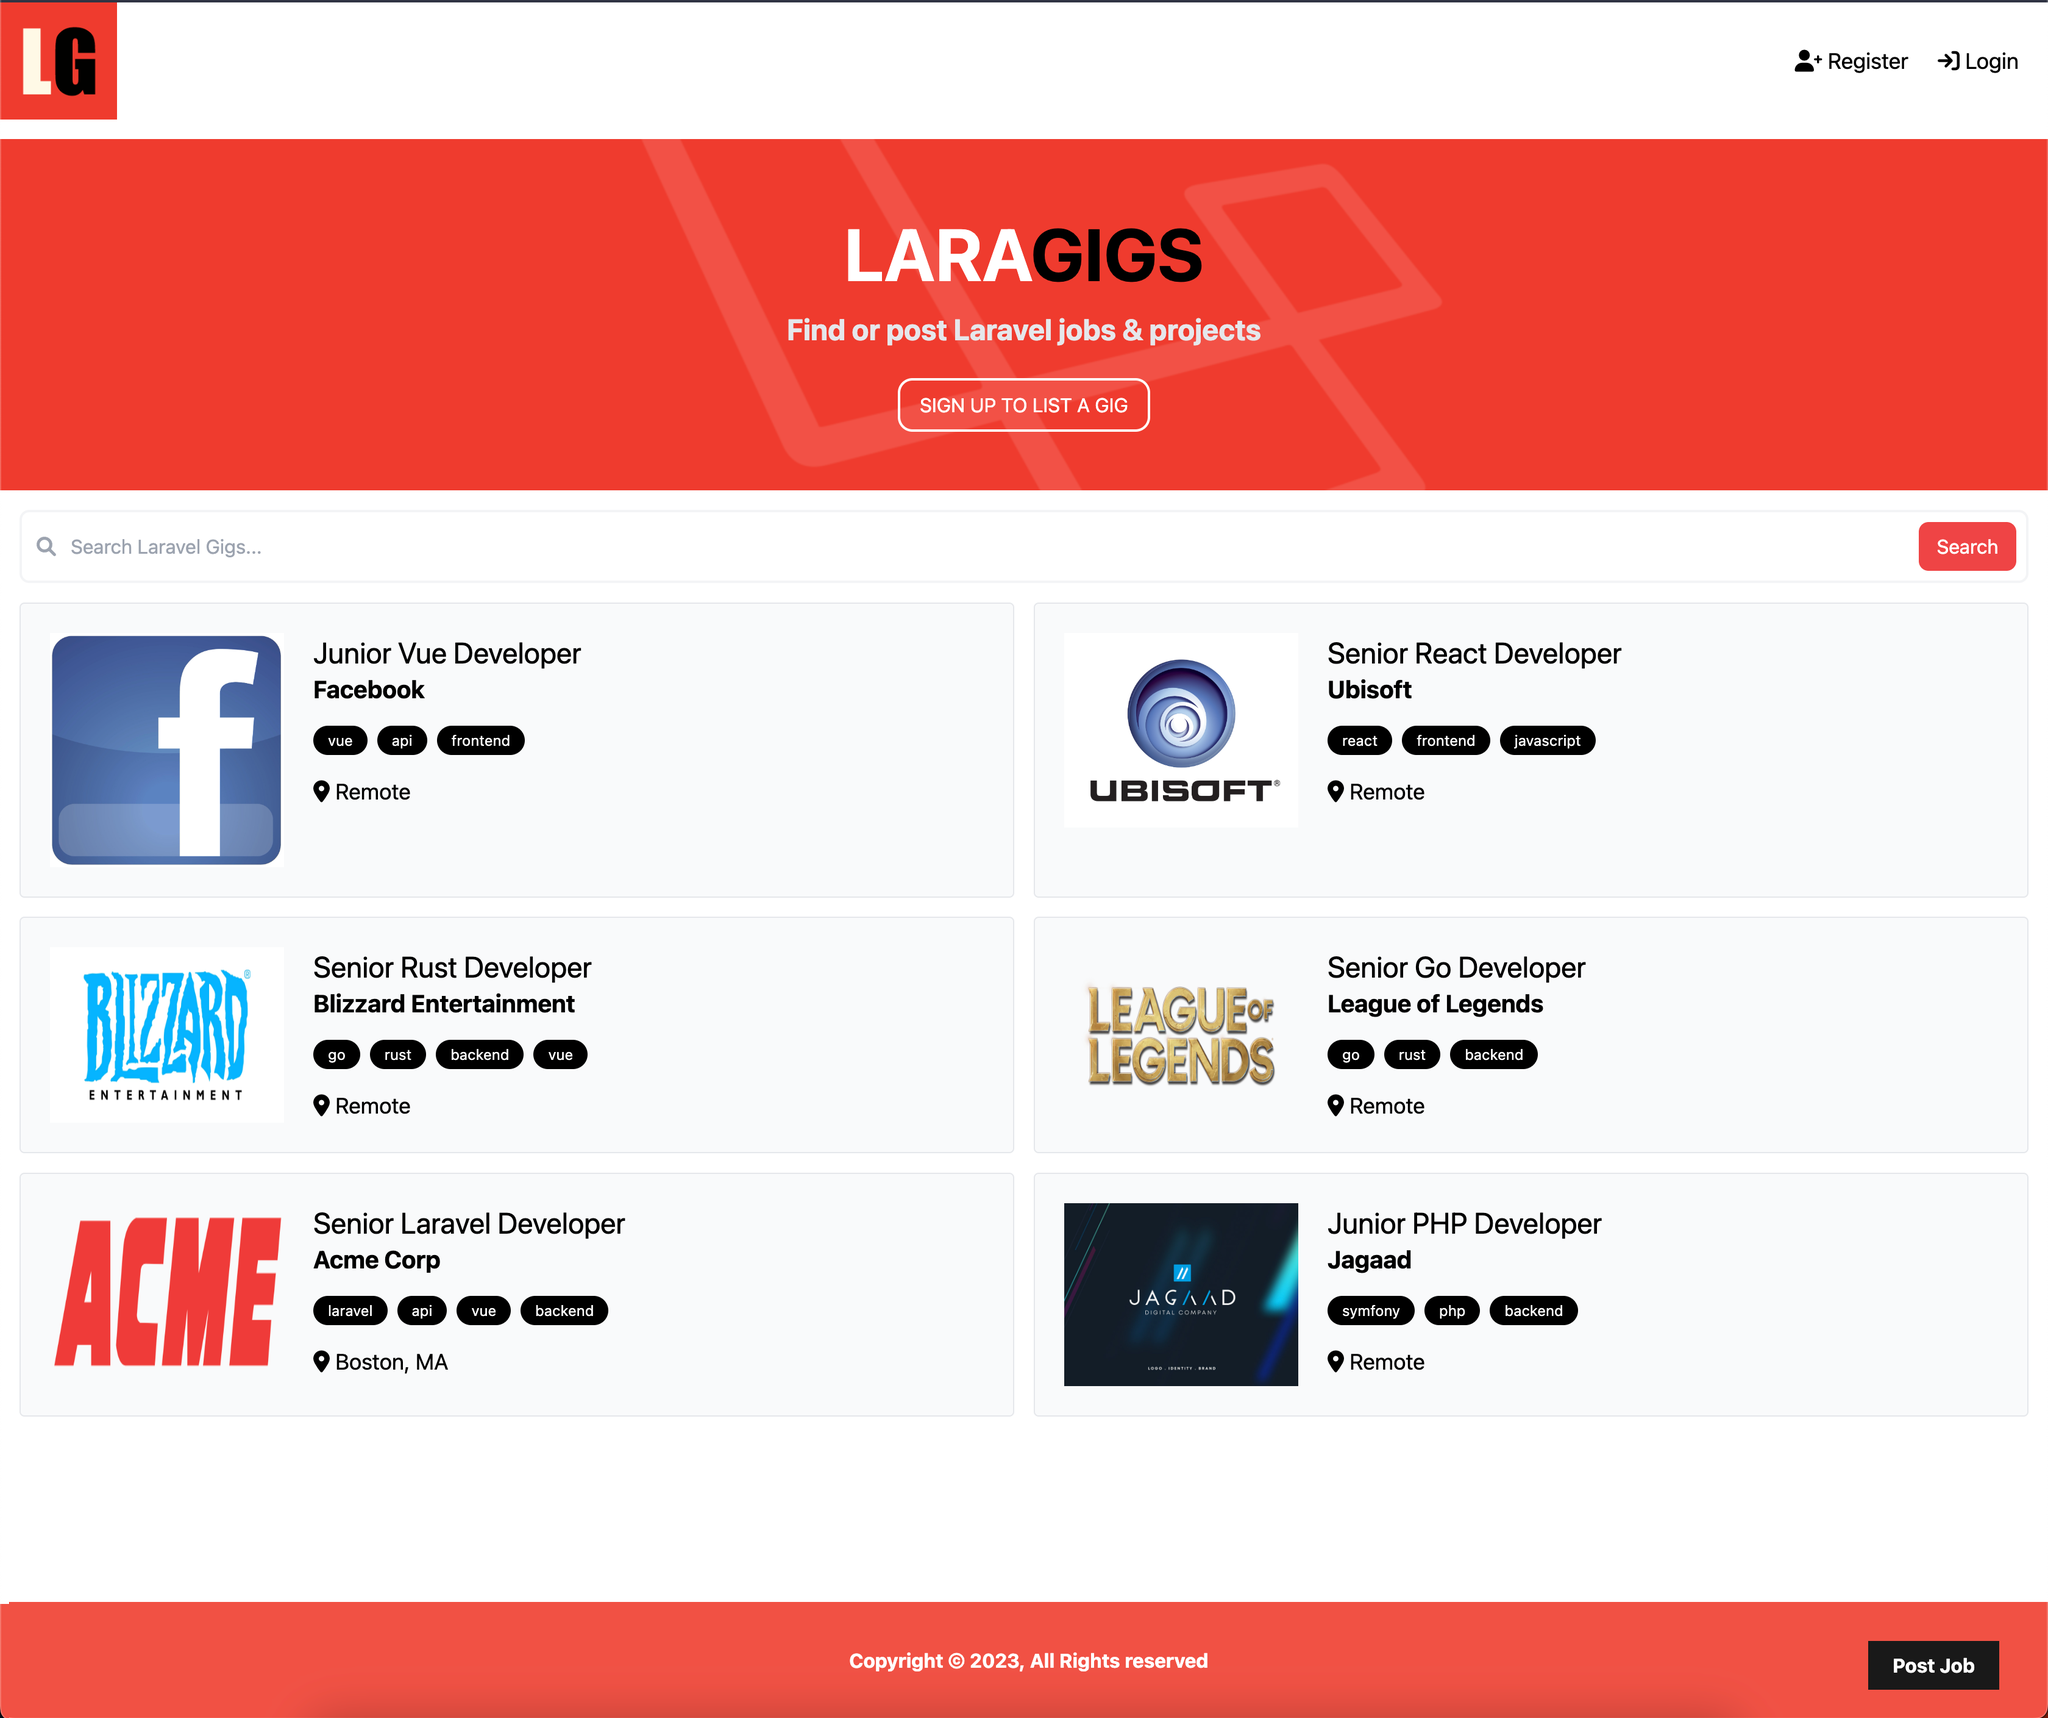 LG
Register Login
LARAGIGS
Find or post Laravel jobs & projects
SIGN UP TO LIST A GIG
Search Laravel Gigs...
Search
Junior Vue Developer
Facebook
vue api frontend
Remote
UBISOFT®
Senior React Developer
Ubisoft
react frontend javascript
Remote
BLIZZARD®
ENTERTAINMENT
Senior Rust Developer
Blizzard Entertainment
go rust backend vue
Remote
LEAGUE OF
LEGENDS
Senior Go Developer
League of Legends
go rust backend
Remote
ACME
Senior Laravel Developer
Acme Corp
laravel api vue backend
Boston, MA
JAGAAD
DIGITAL COMPANY
LOGO . IDENTITY . BRAND
Junior PHP Developer
Jagaad
symfony php backend
Remote
Copyright © 2023, All Rights reserved
Post Job